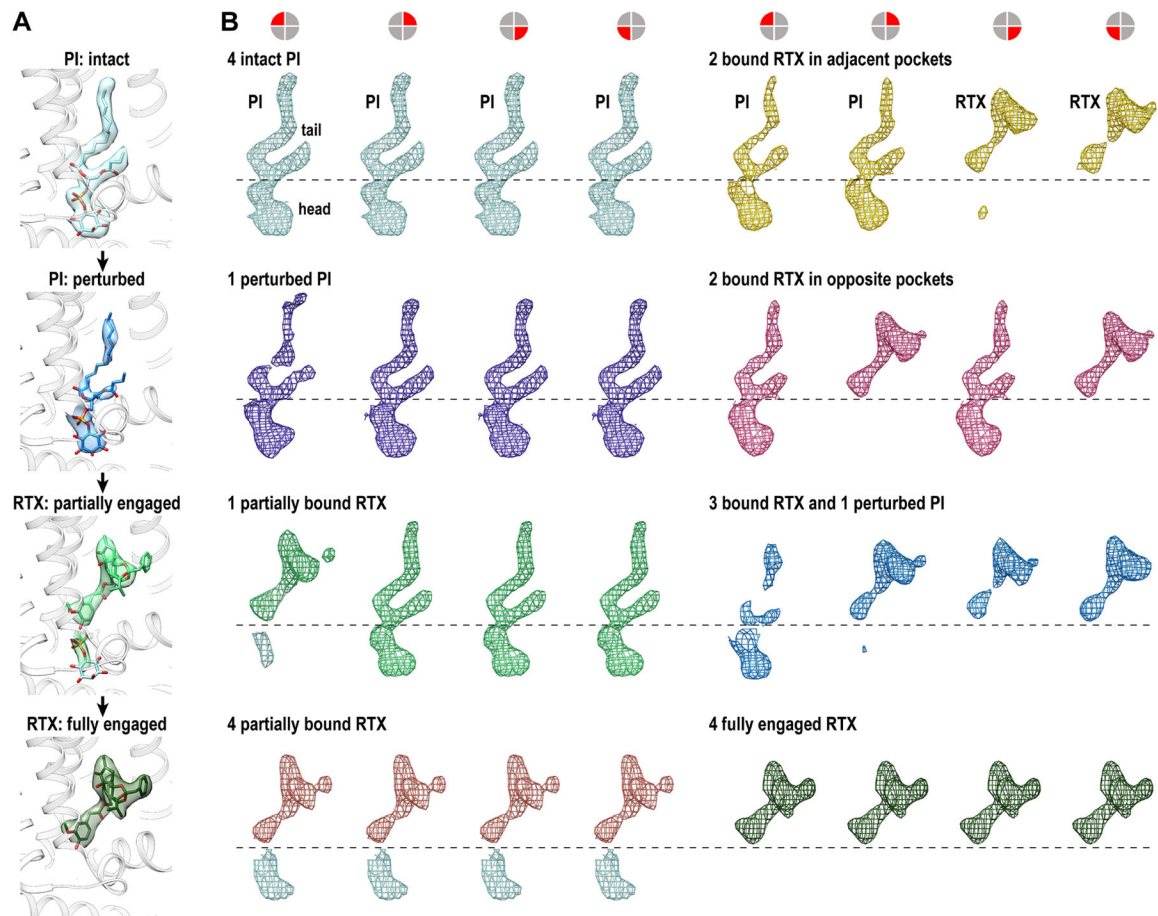 A
PI: intact
PI: perturbed
RTX: partially engaged
RTX: fully engaged
B
4 intact PI
PI
PI
PI
PI
tail
head
2 bound RTX in adjacent pockets
PI
PI
RTX
RTX
1 perturbed PI
2 bound RTX in opposite pockets
1 partially bound RTX
3 bound RTX and 1 perturbed PI
4 partially bound RTX
4 fully engaged RTX